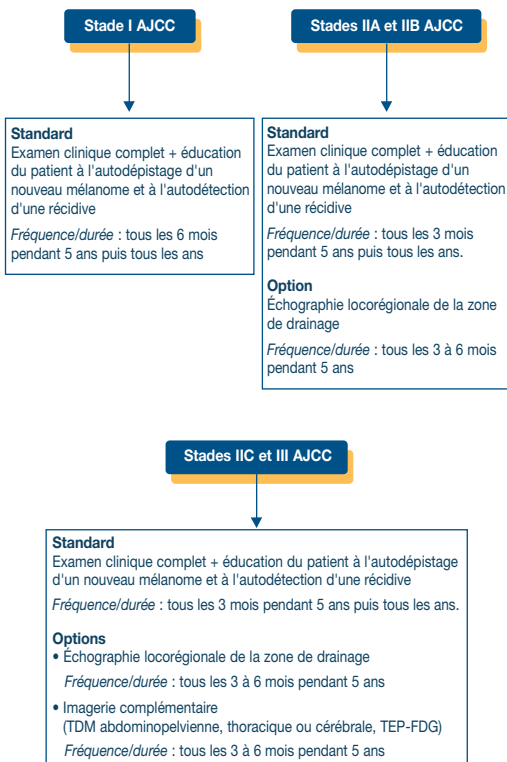 Stade I AJCC
Standard
Examen clinique complet + éducation
du patient à l'autodépistage d'un
nouveau mélanome et à l'autodétection
d'une récidive
Fréquence/durée : tous les 6 mois
pendant 5 ans puis tous les ans
Stades IIA et IIB AJCC
Standard
Examen clinique complet + éducation
du patient à l'autodépistage d'un
nouveau mélanome et à l'autodétection
d'une récidive
Fréquence/durée : tous les 3 mois
pendant 5 ans puis tous les ans.
Option
Échographie locorégionale de la zone
de drainage
Fréquence/durée : tous les 3 à 6 mois
pendant 5 ans
Stades IIC et III AJCC
Standard
Examen clinique complet + éducation du patient à l'autodépistage
d'un nouveau mélanome et à l'autodétection d'une récidive
Fréquence/durée : tous les 3 mois pendant 5 ans puis tous les ans.
Options
• Échographie locorégionale de la zone de drainage
Fréquence/durée : tous les 3 à 6 mois pendant 5 ans
• Imagerie complémentaire
(TDM abdominopelvienne, thoracique ou cérébrale, TEP-FDG)
Fréquence/durée : tous les 3 à 6 mois pendant 5 ans